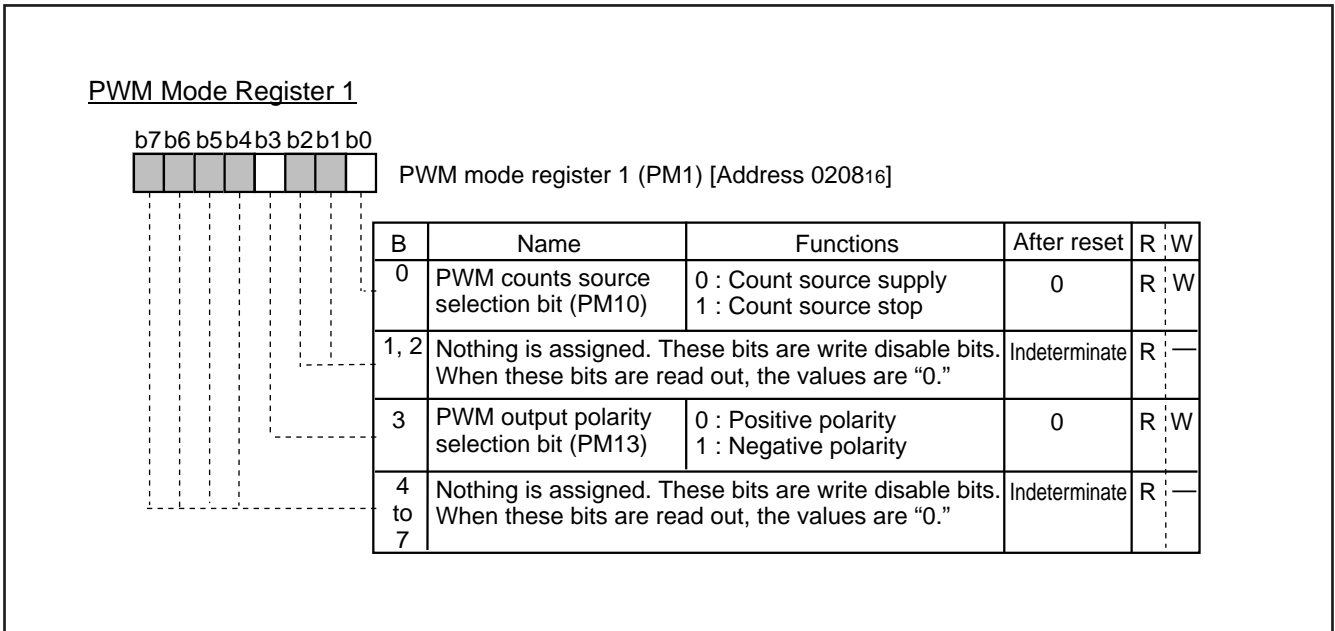 PWM Mode Register 1
b7 b6 b5 b4 b3 b2 b1 b0
PWM mode register 1 (PM1) [Address 020816]
B Name Functions After reset R W
0 PWM counts source 0 : Count source supply 0 R W
selection bit (PM10) 1 : Count source stop
1, 2 Nothing is assigned. These bits are write disable bits. Indeterminate R —
When these bits are read out, the values are “0.”
3 PWM output polarity 0 : Positive polarity 0 R W
selection bit (PM13) 1 : Negative polarity
4 Nothing is assigned. These bits are write disable bits. Indeterminate R —
to When these bits are read out, the values are “0.”
7